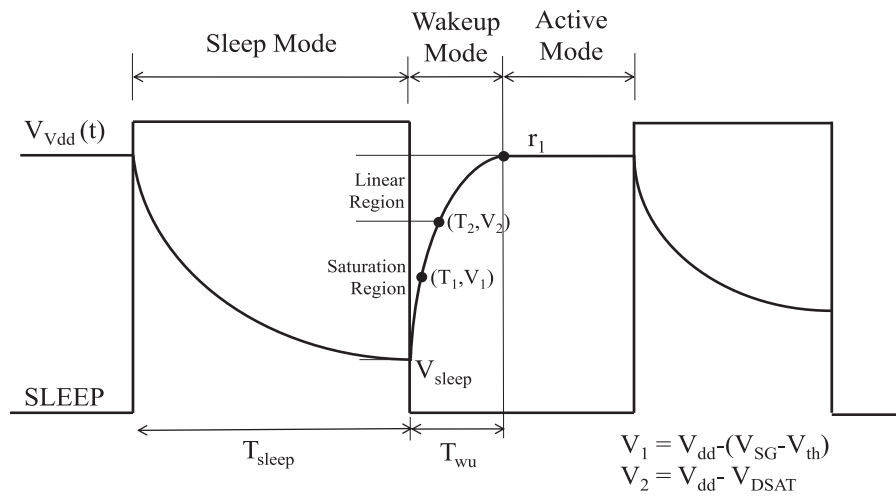 Sleep Mode
Wakeup
Mode
Active
Mode
V_Vdd (t)
r_1
Linear
Region
(T_2,V_2)
Saturation
Region
(T_1,V_1)
V_sleep
SLEEP
T_sleep
T_wu
V_1 = V_dd-(V_SG-V_th)
V_2 = V_dd- V_DSAT